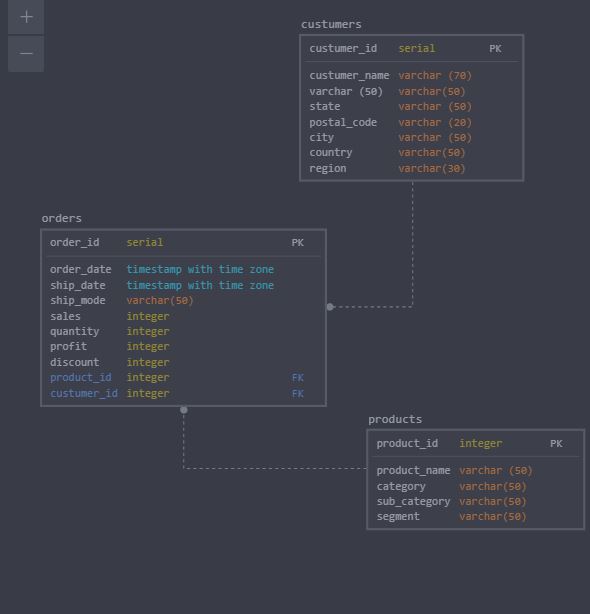 +
—
custumers
custumer_id serial PK
custumer_name varchar (70)
varchar (50) varchar(50)
state varchar (50)
postal_code varchar (20)
city varchar (50)
country varchar(50)
region varchar(30)
orders
order_id serial PK
order_date timestamp with time zone
ship_date timestamp with time zone
ship_mode varchar(50)
sales integer
quantity integer
profit integer
discount integer
product_id integer FK
custumer_id integer FK
products
product_id integer PK
product_name varchar (50)
category varchar(50)
sub_category varchar(50)
segment varchar(50)